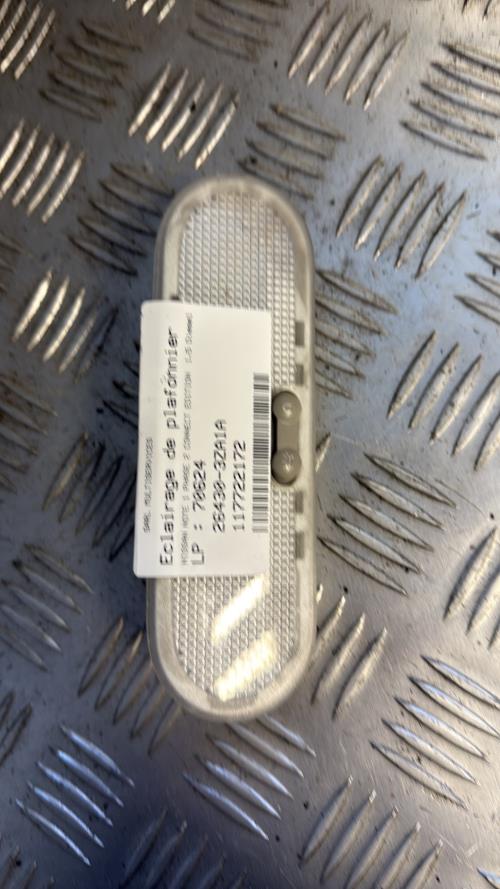 SARL MULTISERVICES
Eclairage de plafonnier
NISSAN NOTE 1 PHASE 2 CONNECT EDITION
LP : 70624
26430-3ZA1A
117722172